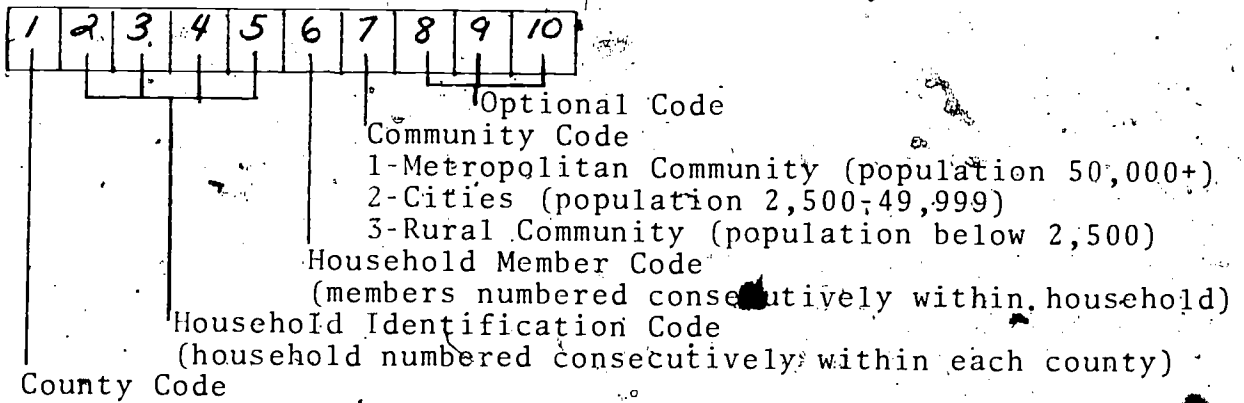 1 2 3 4 5 6 7 8 9 10
Optional Code
Community Code
1-Metropolitan Community (population 50,000+)
2-Cities (population 2,500-49,999)
3-Rural Community (population below 2,500)
Household Member Code
(members numbered consecutively within household)
Household Identification Code
(household numbered consecutively within each county)
County Code